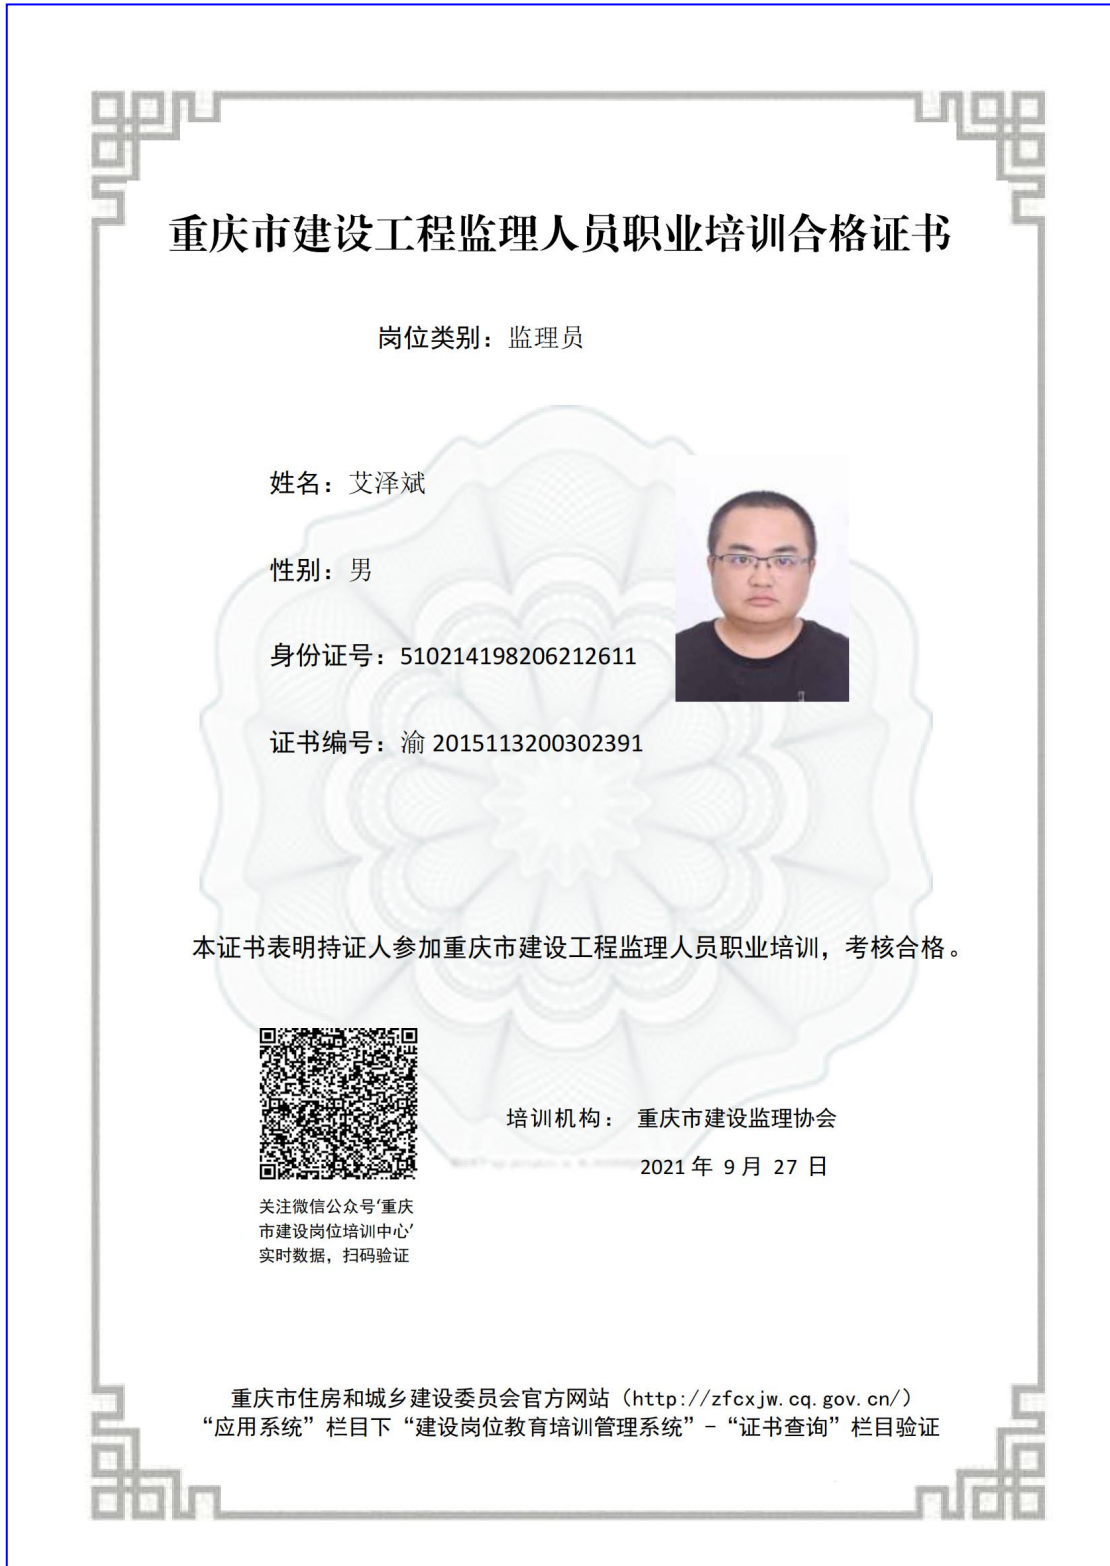 重庆市建设工程监理人员职业培训合格证书
岗位类别：监理员
姓名：艾泽斌
性别：男
身份证号：510214198206212611
证书编号：渝 2015113200302391
本证书表明持证人参加重庆市建设工程监理人员职业培训，考核合格。
培训机构： 重庆市建设监理协会
2021 年 9 月 27 日
关注微信公众号‘重庆
市建设岗位培训中心’
实时数据，扫码验证
重庆市住房和城乡建设委员会官方网站（http://zfcxjw.cq.gov.cn/）
“应用系统”栏目下“建设岗位教育培训管理系统”-“证书查询”栏目验证